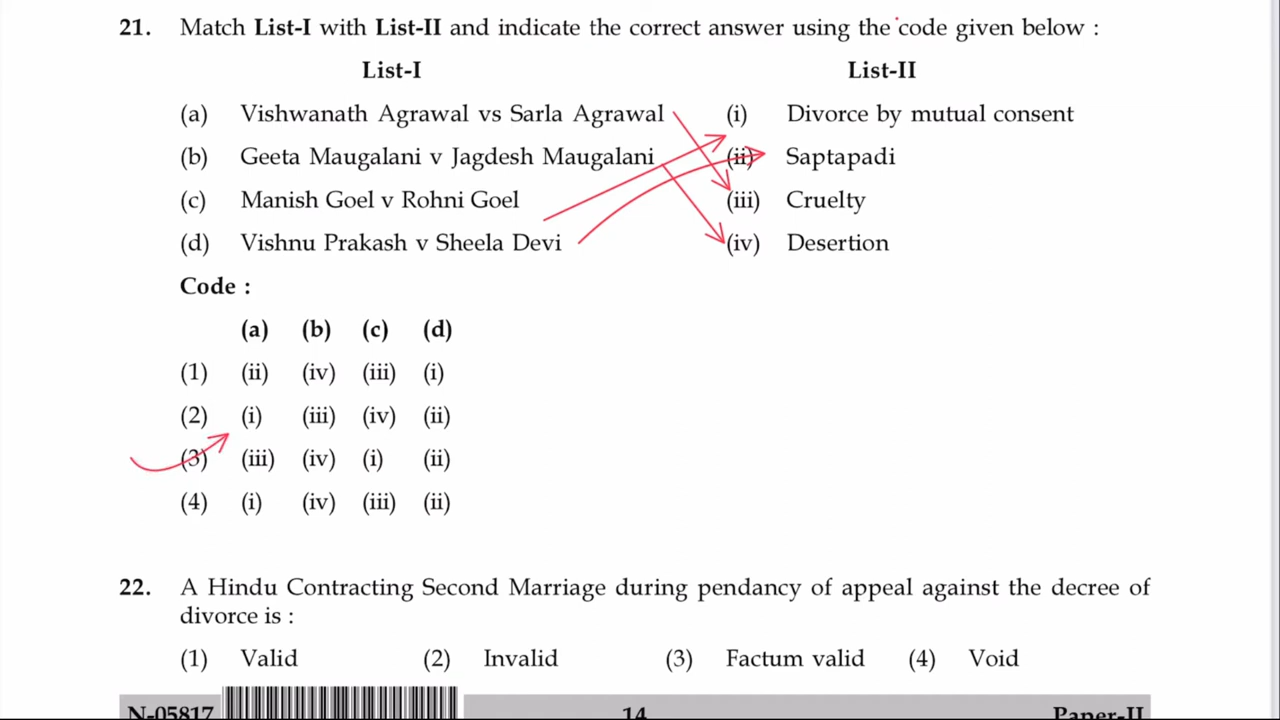 21. Match List-I with List-II and indicate the correct answer using the code given below :
List-I List-II
(a) Vishwanath Agrawal vs Sarla Agrawal (i) Divorce by mutual consent
(b) Geeta Maugalani v Jagdesh Maugalani (ii) Saptapadi
(c) Manish Goel v Rohni Goel (iii) Cruelty
(d) Vishnu Prakash v Sheela Devi (iv) Desertion
Code :
(a) (b) (c) (d)
(1) (ii) (iv) (iii) (i)
(2) (i) (iii) (iv) (ii)
(3) (iii) (iv) (i) (ii)
(4) (i) (iv) (iii) (ii)
22. A Hindu Contracting Second Marriage during pendancy of appeal against the decree of
divorce is :
(1) Valid (2) Invalid (3) Factum valid (4) Void
N-05817 14 Paper-II